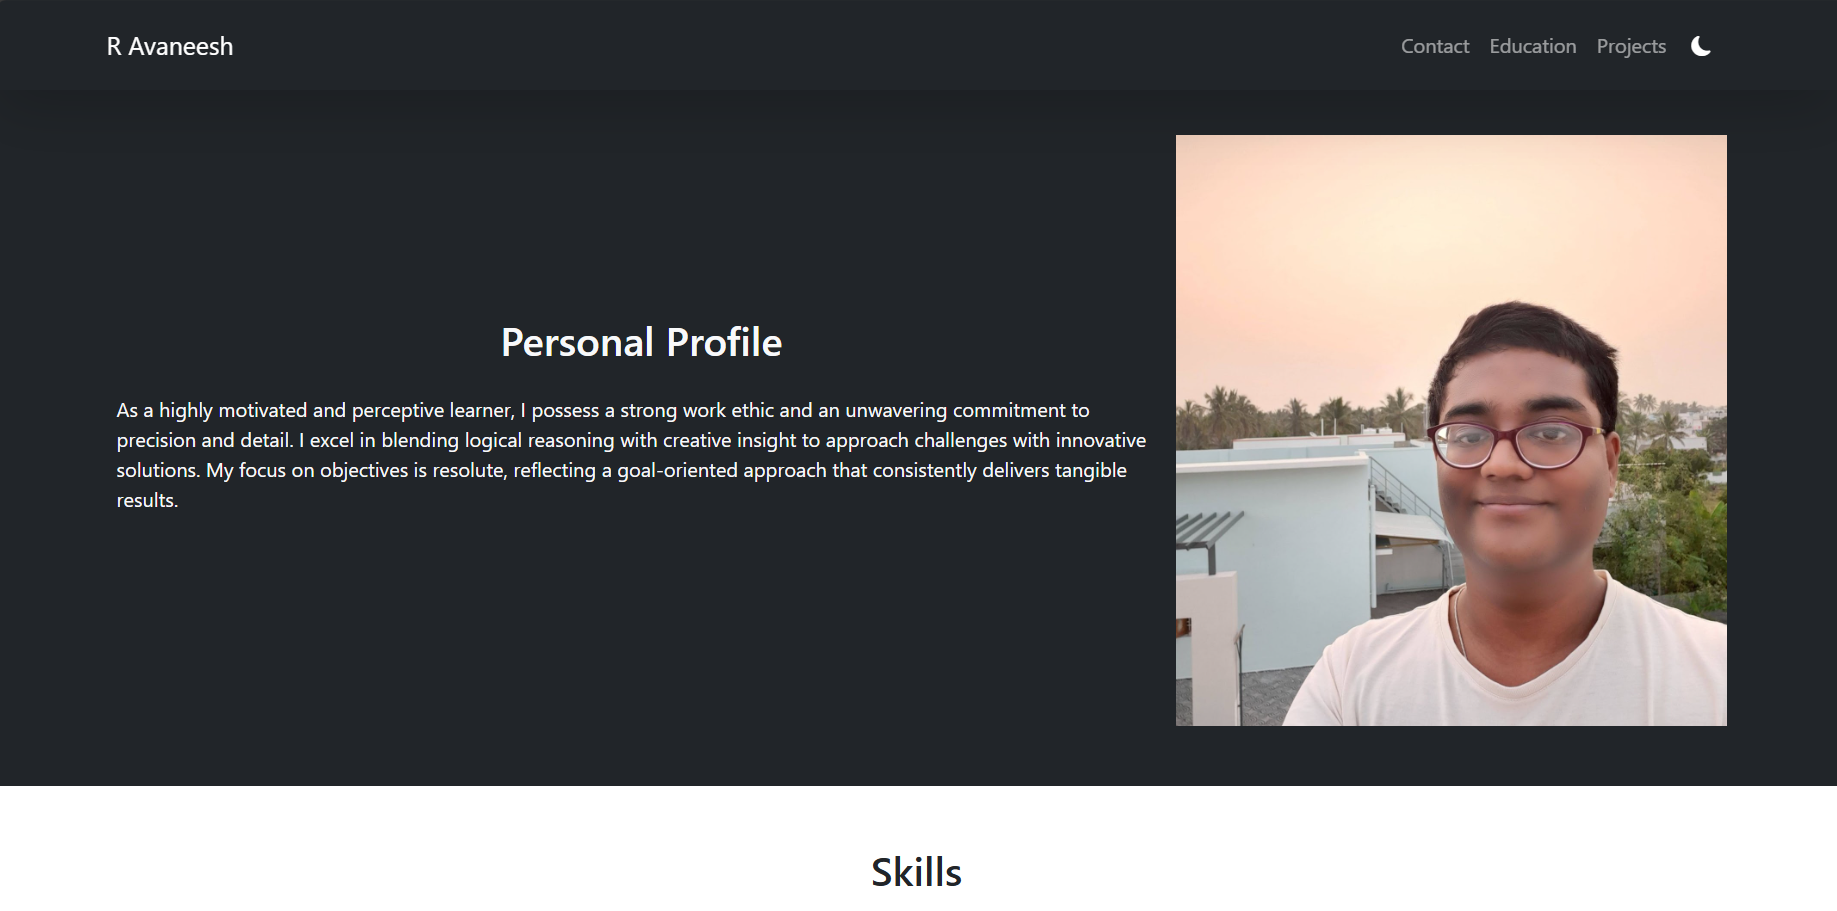 R Avaneesh
Contact Education Projects
Personal Profile
As a highly motivated and perceptive learner, I possess a strong work ethic and an unwavering commitment to
precision and detail. I excel in blending logical reasoning with creative insight to approach challenges with innovative
solutions. My focus on objectives is resolute, reflecting a goal-oriented approach that consistently delivers tangible
results.
Skills